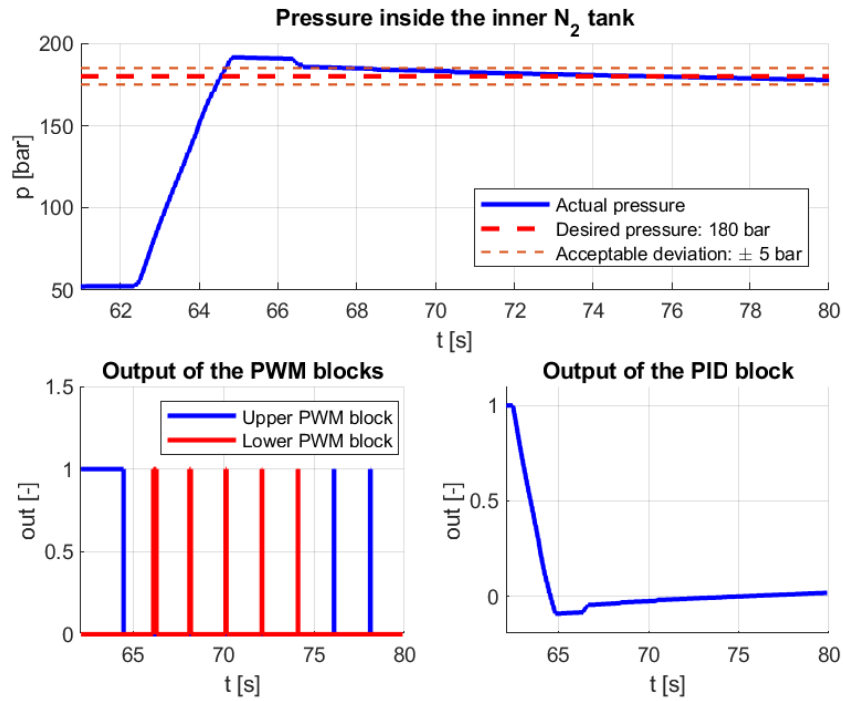 Pressure inside the inner N2 tank
200
150
100
50
p [bar]
Actual pressure
Desired pressure: 180 bar
Acceptable deviation: ± 5 bar
62 64 66 68 70 72 74 76 78 80
t [s]
Output of the PWM blocks
1.5
1
0.5
0
out [-]
Upper PWM block
Lower PWM block
65 70 75 80
t [s]
Output of the PID block
1
0.5
0
out [-]
65 70 75 80
t [s]